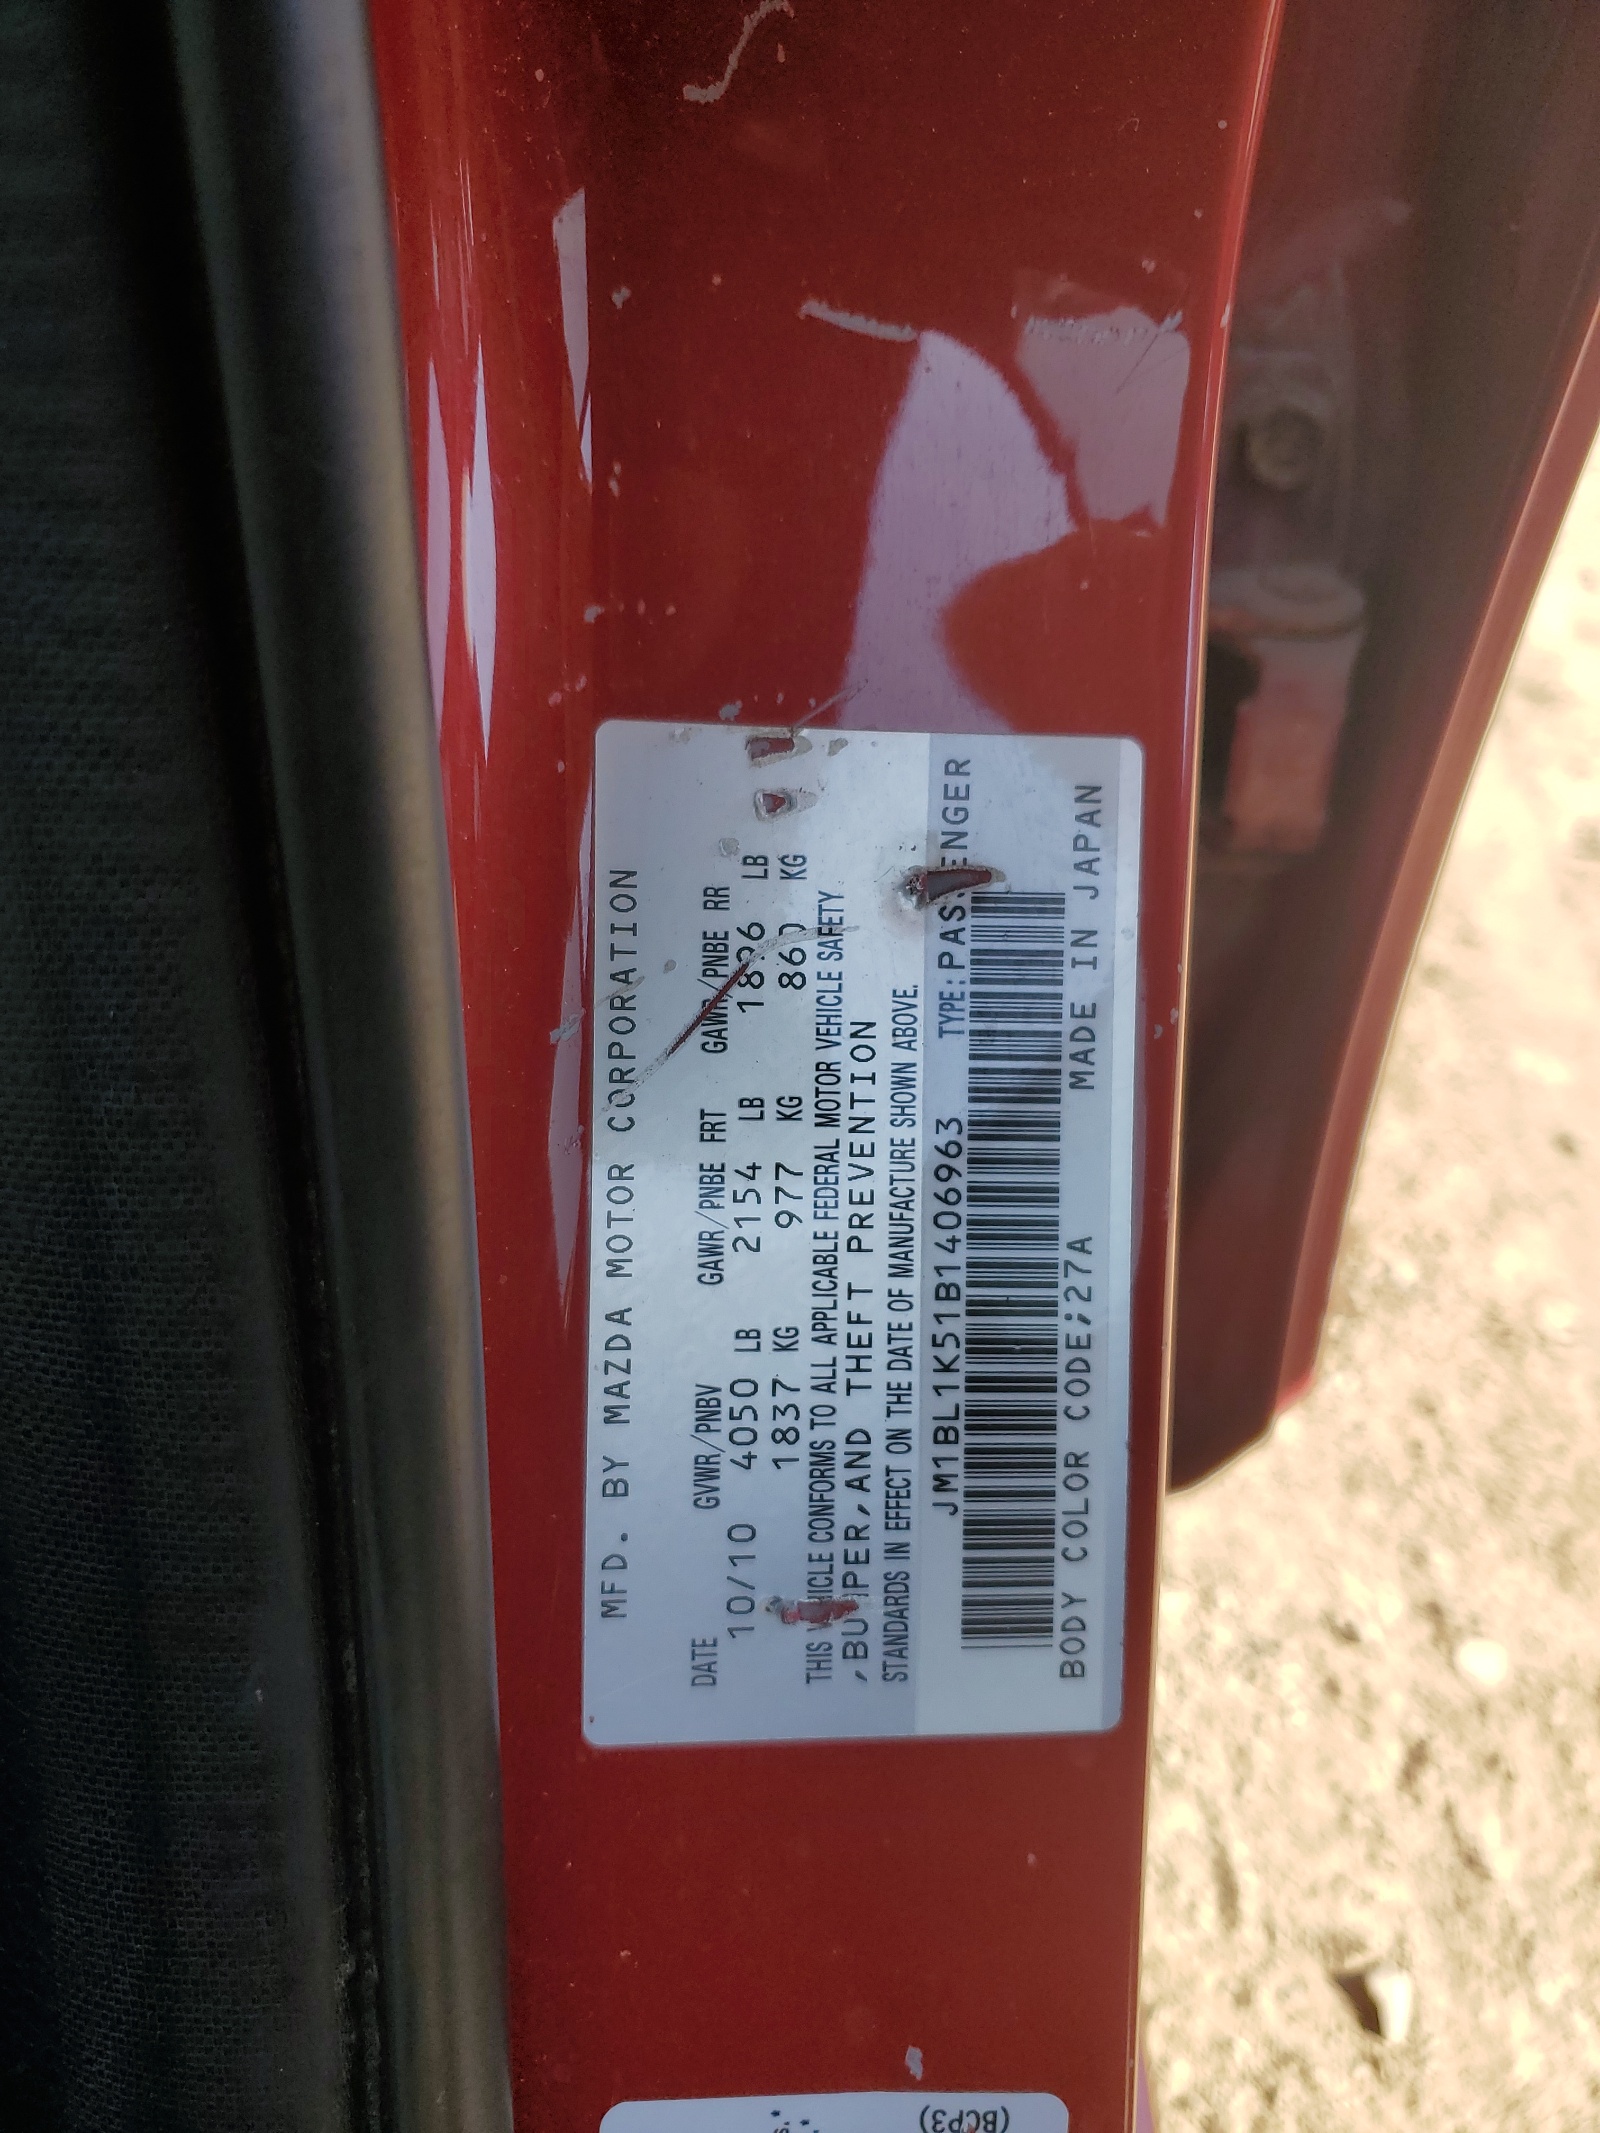 MFD. BY MAZDA MOTOR CORPORATION
DATE GVWR/PNBV GAWR/PNBE FRT GAWR/PNBE RR
10/10 4050 LB 2154 LB LB
1837 KG 977 KG KG
THIS VEHICLE CONFORMS TO ALL APPLICABLE FEDERAL MOTOR VEHICLE SAFETY
,BUMPER,AND THEFT PREVENTION
STANDARDS IN EFFECT ON THE DATE OF MANUFACTURE SHOWN ABOVE.
JM1BL1K51B1406963 TYPE:PASSENGER
BODY COLOR CODE;27A MADE IN JAPAN
(BCP3)